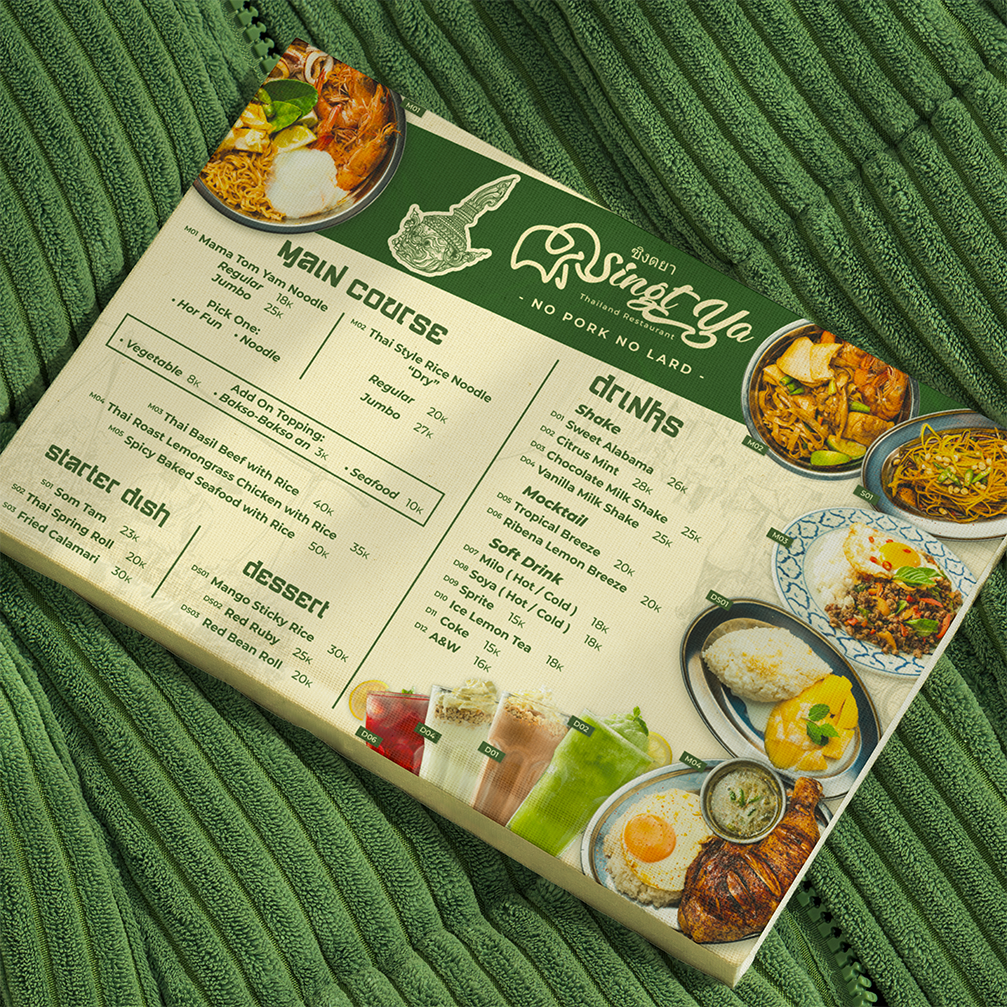 M01
ชิงดยา
Singt Ya
Thailand Restaurant
- NO PORK NO LARD -
Main Course
M01 Mama Tom Yam Noodle
Regular 18K
Jumbo 25K
Pick One:
• Hor Fun • Noodle
M02 Thai Style Rice Noodle
"Dry"
Regular 20K
Jumbo 27K
Add On Topping:
• Vegetable 8K • Bakso-Bakso an 3K • Seafood 10K
M03 Thai Basil Beef with Rice 40K
M04 Thai Roast Lemongrass Chicken with Rice 35K
M05 Spicy Baked Seafood with Rice 50K
Starter Dish
S01 Som Tam 23K
S02 Thai Spring Roll 20K
S03 Fried Calamari 30K
Dessert
DS01 Mango Sticky Rice 30K
DS02 Red Ruby 25K
DS03 Red Bean Roll 20K
Drinks
Shake
D01 Sweet Alabama 26K
D02 Citrus Mint 28K
D03 Chocolate Milk Shake 25K
D04 Vanilla Milk Shake 25K
Mocktail
D05 Tropical Breeze 20K
D06 Ribena Lemon Breeze 20K
Soft Drink
D07 Milo ( Hot / Cold ) 18K
D08 Soya ( Hot / Cold ) 18K
D09 Sprite 15K
D10 Ice Lemon Tea 18K
D11 Coke 15K
D12 A&W 16K
M02
S01
M03
DS01
M04
D06
D04
D01
D02